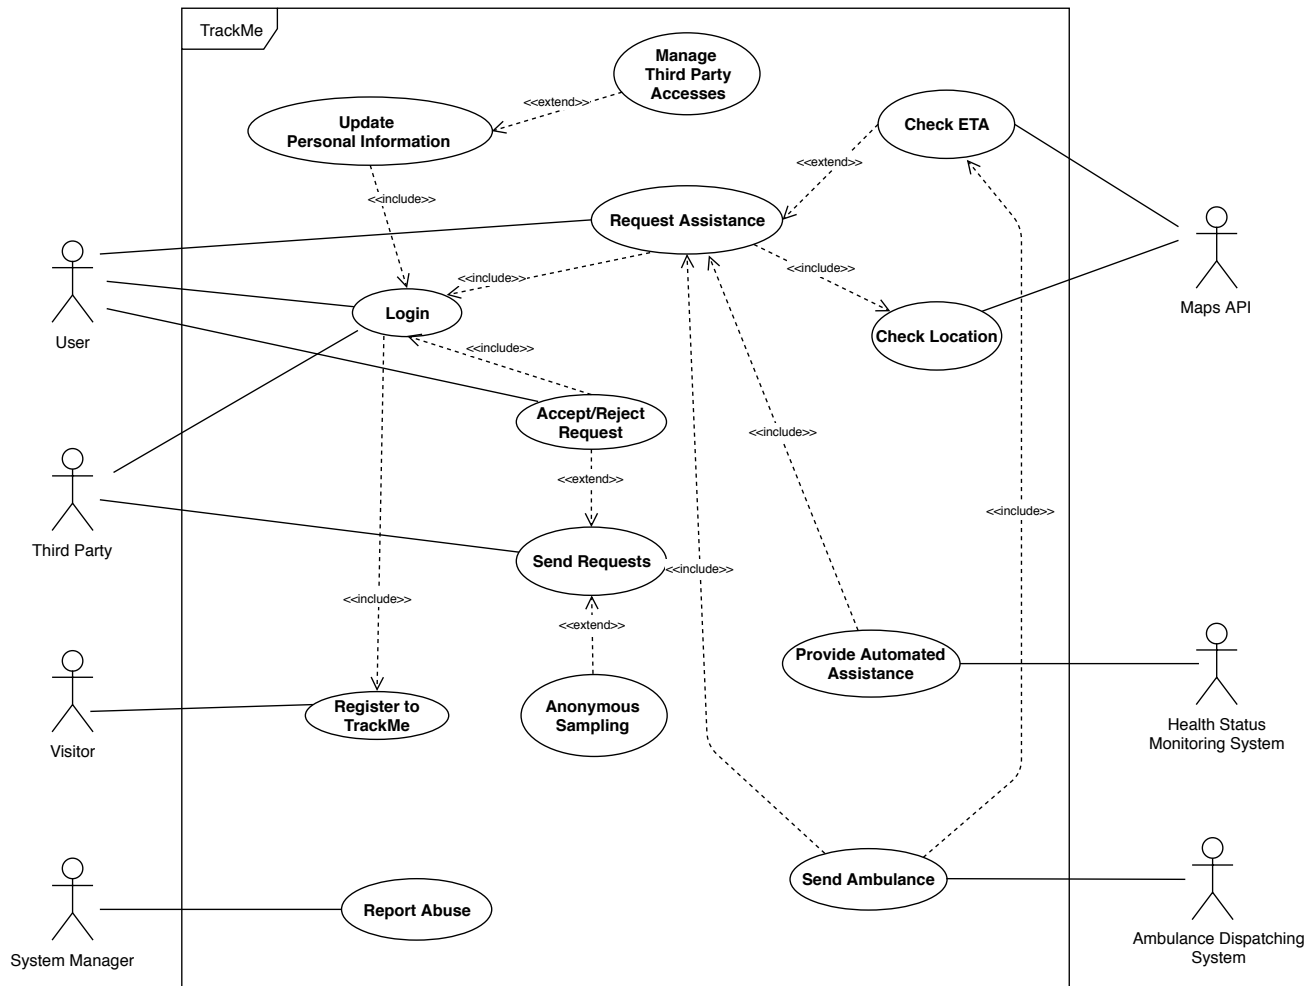 TrackMe
Manage
Third Party
Accesses
<<extend>>
Update
Personal Information
Check ETA
<<extend>>
<<include>>
Request Assistance
<<include>>
<<include>>
User
Login
Maps API
Check Location
<<include>>
Accept/Reject
Request
<<include>>
<<extend>>
Third Party
<<include>>
Send Requests
<<include>>
<<include>>
<<extend>>
Provide Automated
Assistance
Register to
TrackMe
Anonymous
Sampling
Visitor
Health Status
Monitoring System
Send Ambulance
Report Abuse
System Manager
Ambulance Dispatching
System